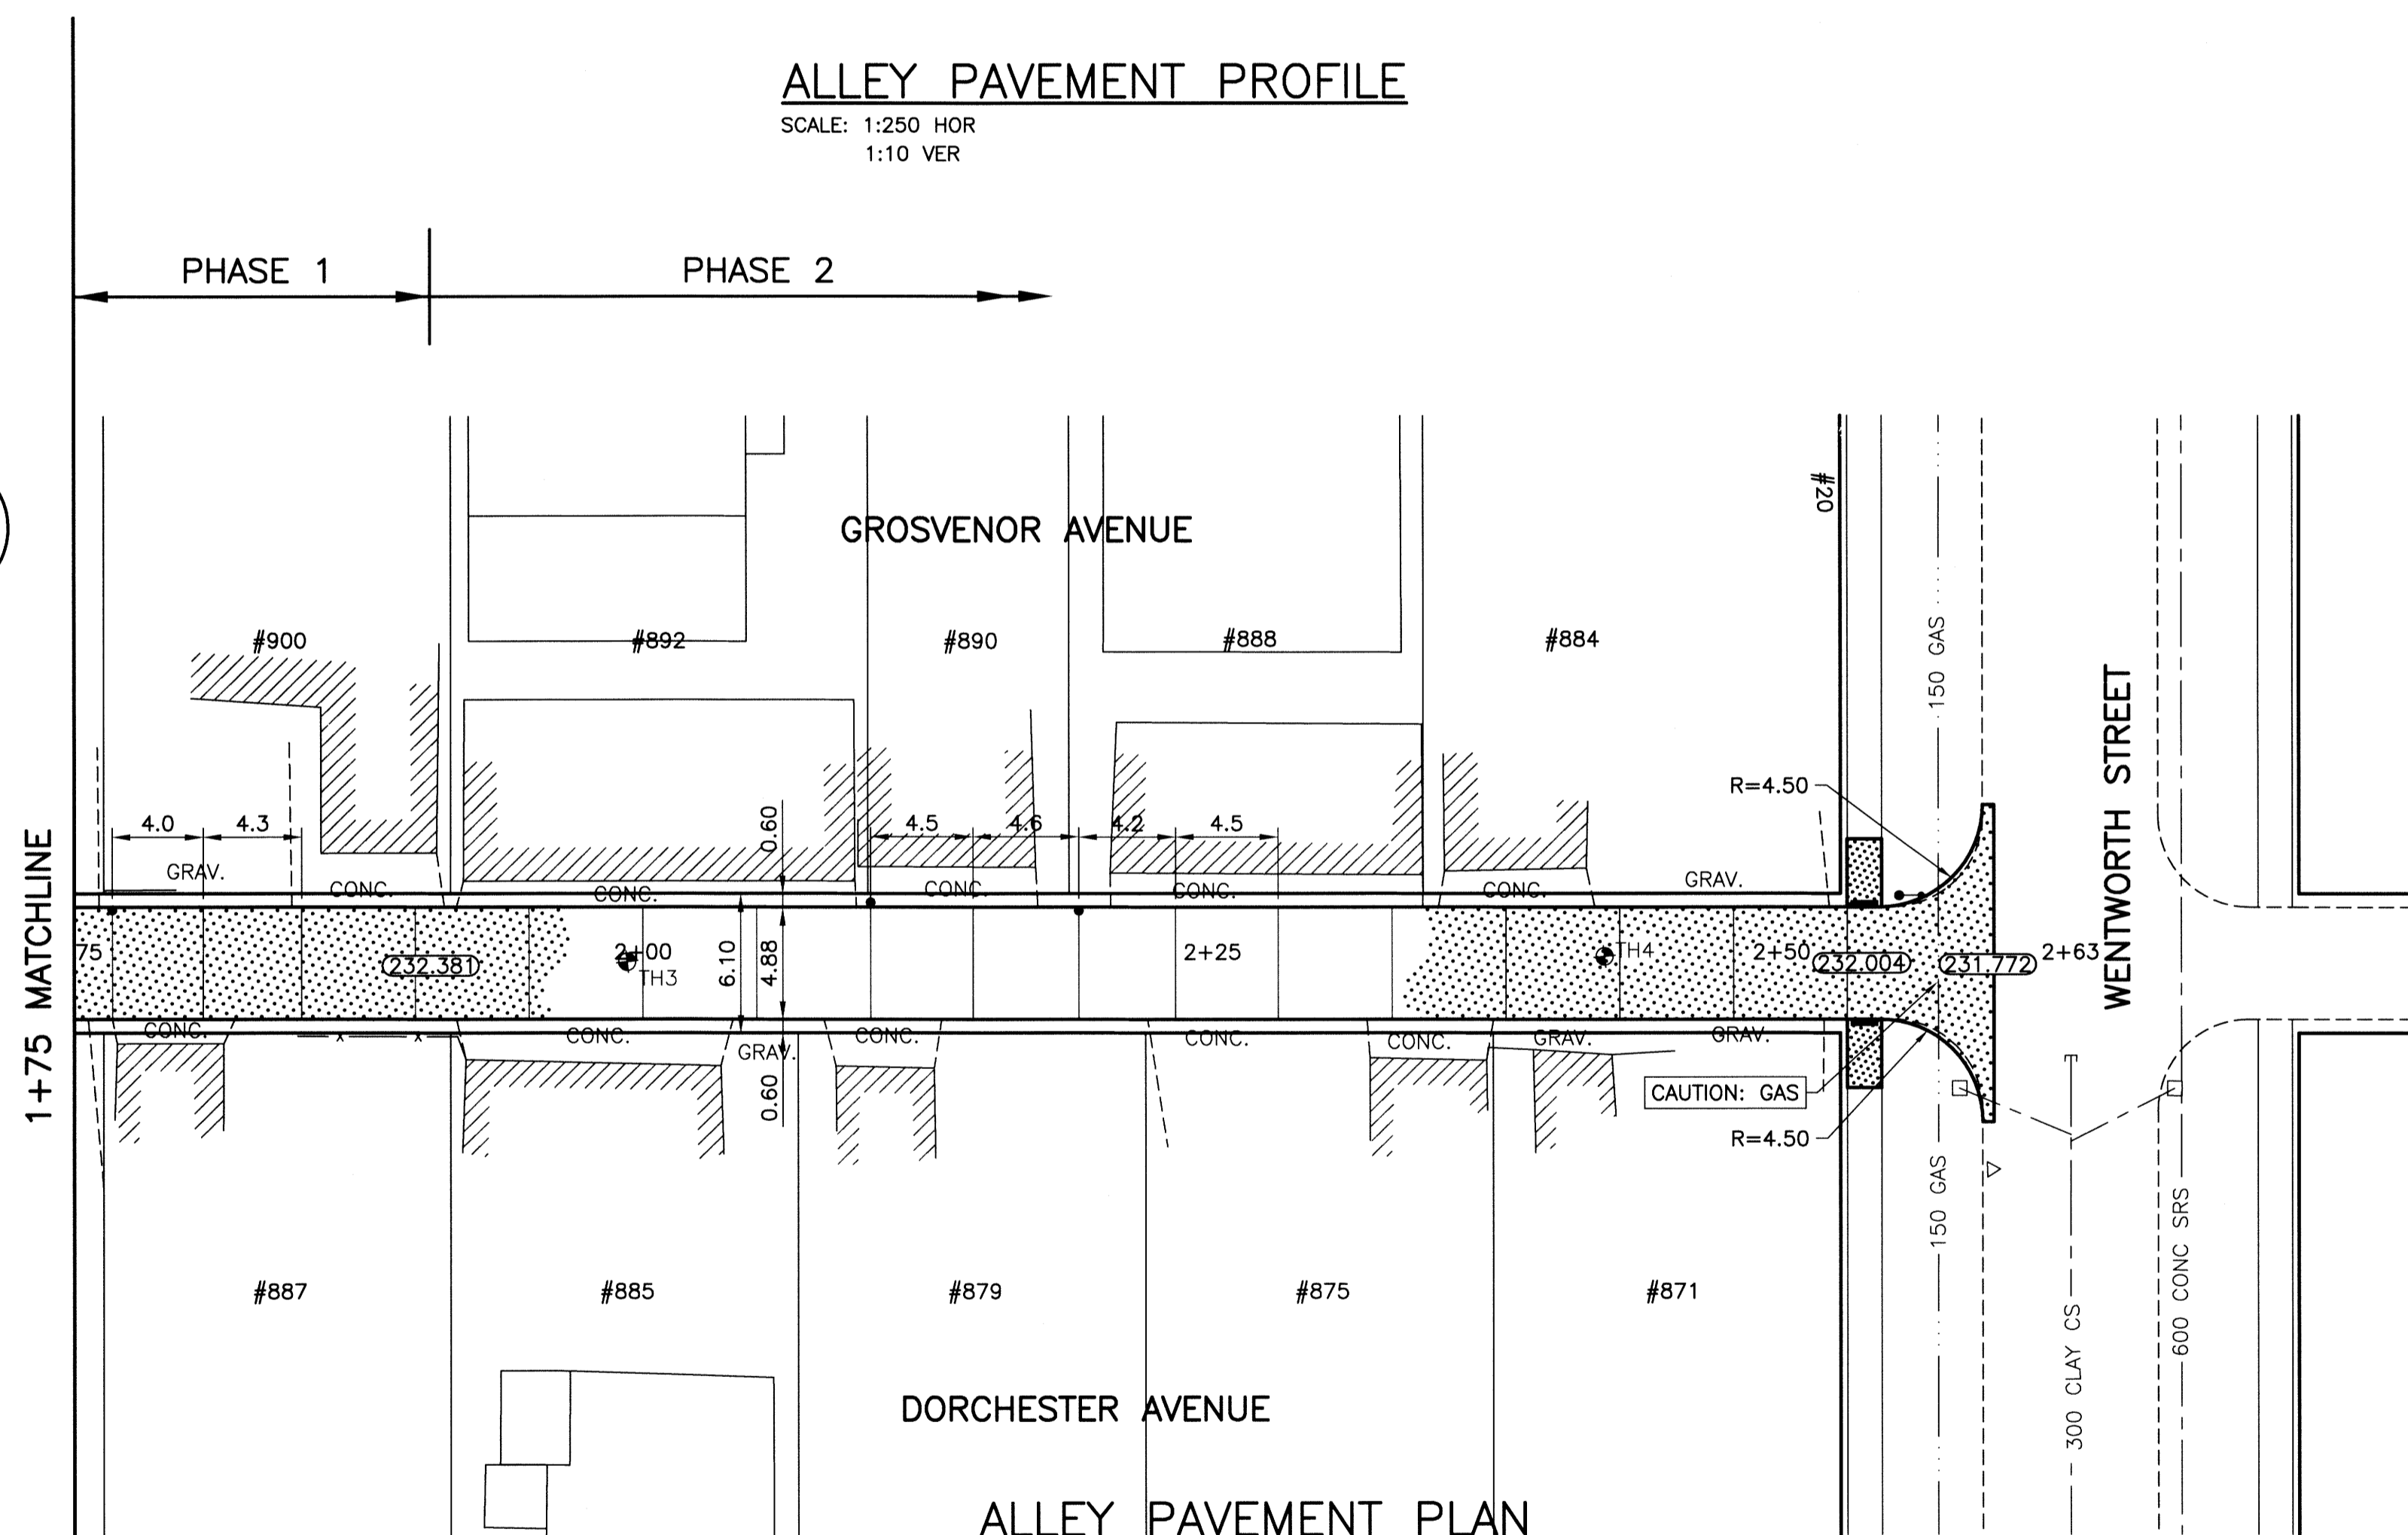 ALLEY PAVEMENT PROFILE
SCALE: 1:250 HOR
1:10 VER
PHASE 1
PHASE 2
GROSVENOR AVENUE
#20
#900
#892
#890
#888
#884
150 GAS
WENTWORTH STREET
R=4.50
4.0
4.3
0.60
4.5
4.6
4.2
4.5
GRAV.
CONC.
CONC.
CONC.
CONC.
CONC.
GRAV.
1+75 MATCHLINE
75
232.381
2+00
TH3
6.10
4.88
2+25
TH4
2+50
232.004
231.772
2+63
CONC.
CONC.
GRAV.
CONC.
CONC.
CONC.
GRAV.
GRAV.
x
x
0.60
CAUTION: GAS
R=4.50
T
150 GAS
300 CLAY CS
600 CONC SRS
#887
#885
#879
#875
#871
DORCHESTER AVENUE
ALLEY PAVEMENT PLAN